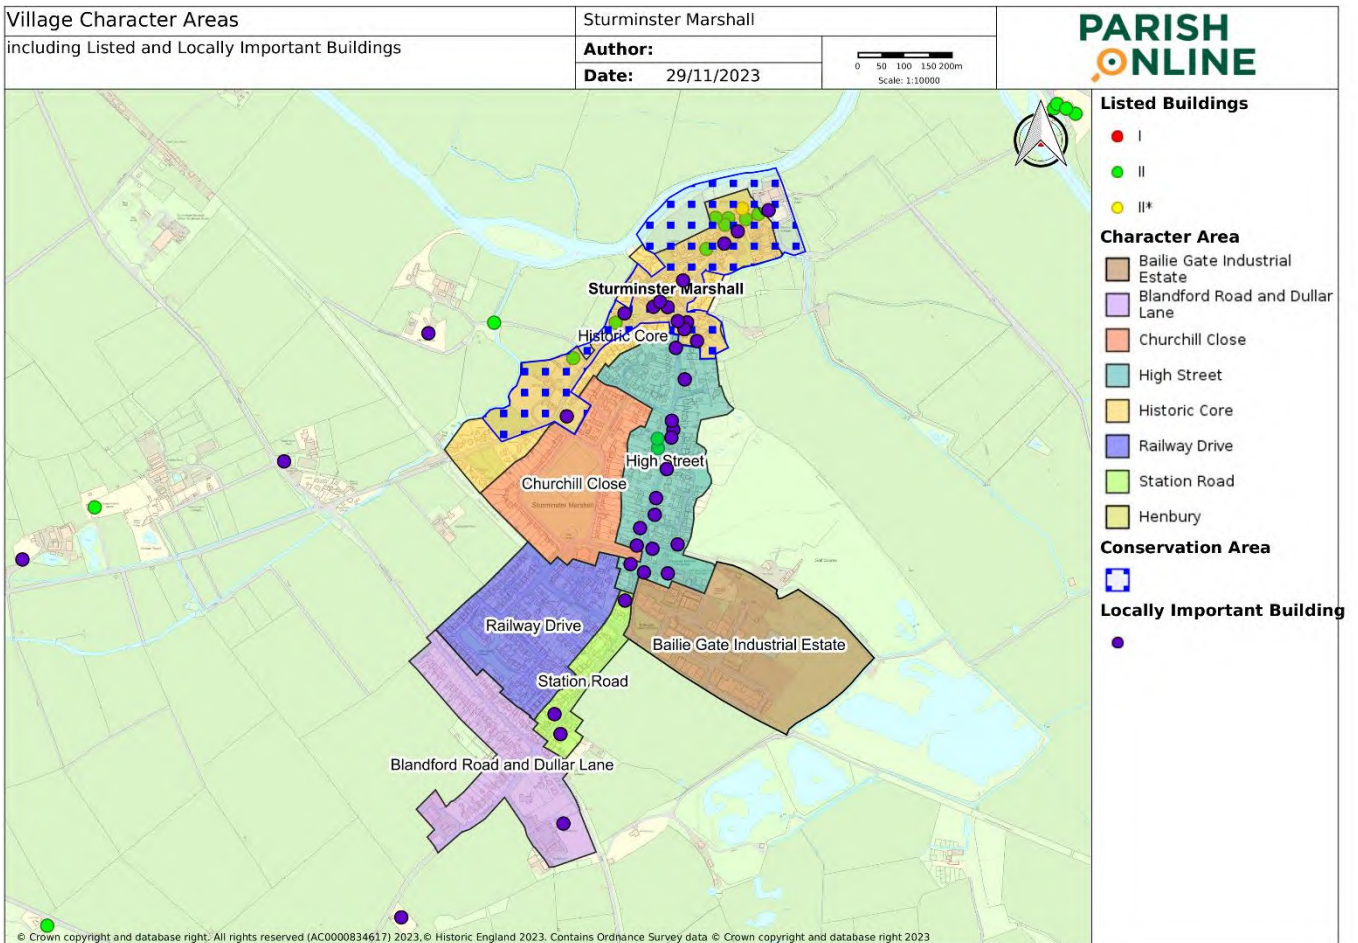 Village Character Areas
including Listed and Locally Important Buildings
Sturminster Marshall
Author:
Date: 29/11/2023
0 50 100 150 200m
Scale: 1:10000
PARISH
ONLINE
Listed Buildings
I
II
II*
Character Area
Bailie Gate Industrial
Estate
Blandford Road and Dullar
Lane
Churchill Close
High Street
Historic Core
Railway Drive
Station Road
Henbury
Conservation Area
Locally Important Building
Sturminster Marshall
Historic Core
High Street
Churchill Close
Sturminster Marshall
Railway Drive
Bailie Gate Industrial Estate
Station Road
Blandford Road and Dullar Lane
© Crown copyright and database right. All rights reserved (AC0000834617) 2023,© Historic England 2023. Contains Ordnance Survey data © Crown copyright and database right 2023